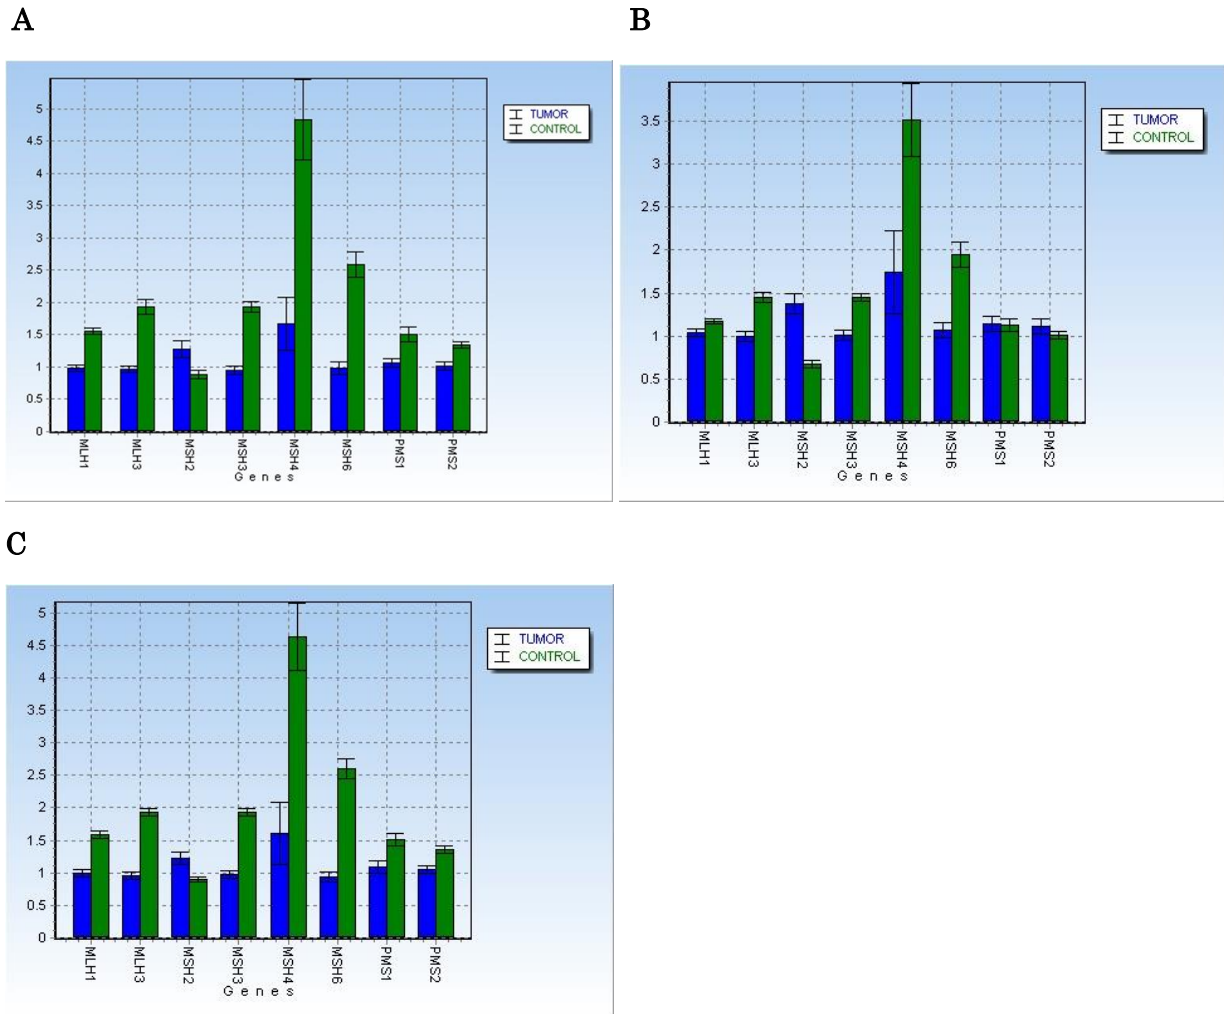 A
5
4.5
4
3.5
3
2.5
2
1.5
1
0.5
0
MLH1
MLH3
MSH2
MSH3
MSH4
MSH6
PMS1
PMS2
Genes
TUMOR
CONTROL
B
3.5
3
2.5
2
1.5
1
0.5
0
MLH1
MLH3
MSH2
MSH3
MSH4
MSH6
PMS1
PMS2
Genes
TUMOR
CONTROL
C
5
4.5
4
3.5
3
2.5
2
1.5
1
0.5
0
MLH1
MLH3
MSH2
MSH3
MSH4
MSH6
PMS1
PMS2
Genes
TUMOR
CONTROL